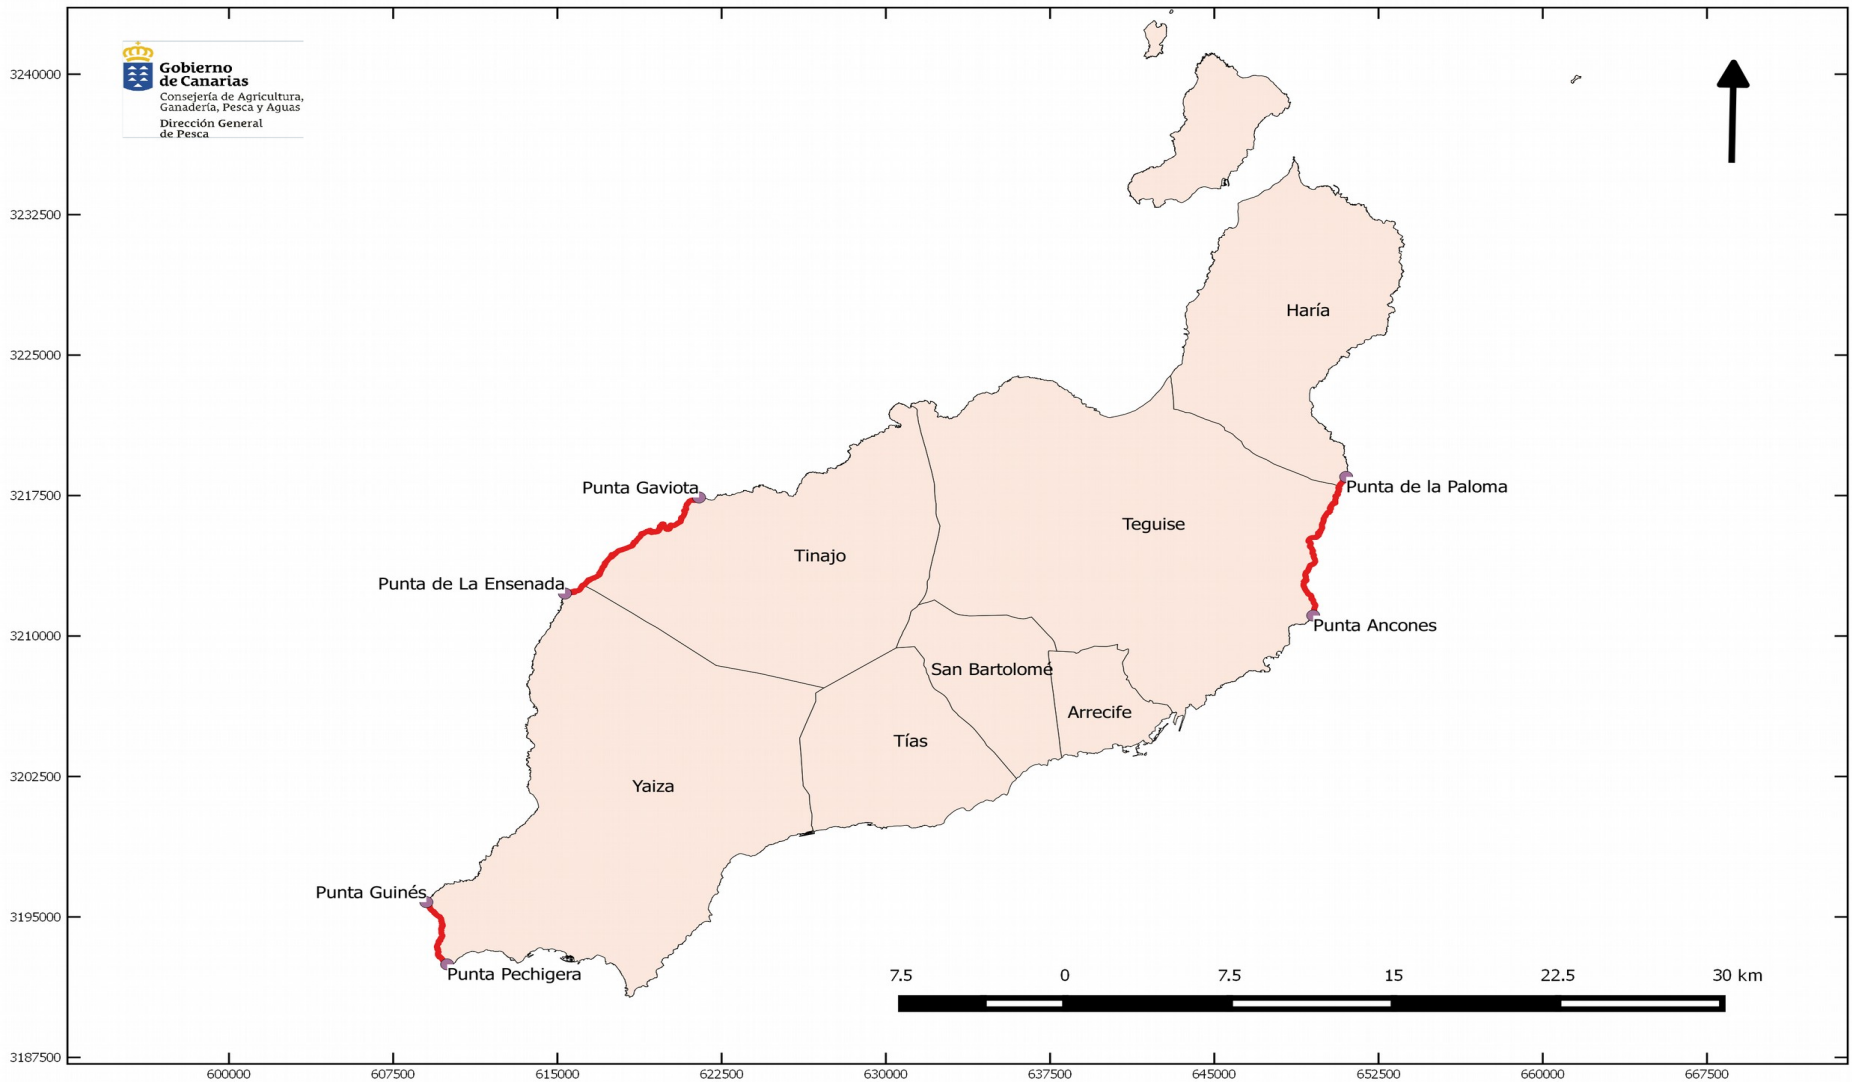 Gobierno
de Canarias
Consejería de Agricultura,
Ganadería, Pesca y Aguas
Dirección General
de Pesca
3240000
3232500
3225000
3217500
3210000
3202500
3195000
3187500
Haría
Punta Gaviota
Punta de la Paloma
Teguise
Tinajo
Punta de La Ensenada
Punta Ancones
San Bartolomé
Arrecife
Tías
Yaiza
Punta Guinés
Punta Pechigera
7.5 0 7.5 15 22.5 30 km
600000 607500 615000 622500 630000 637500 645000 652500 660000 667500